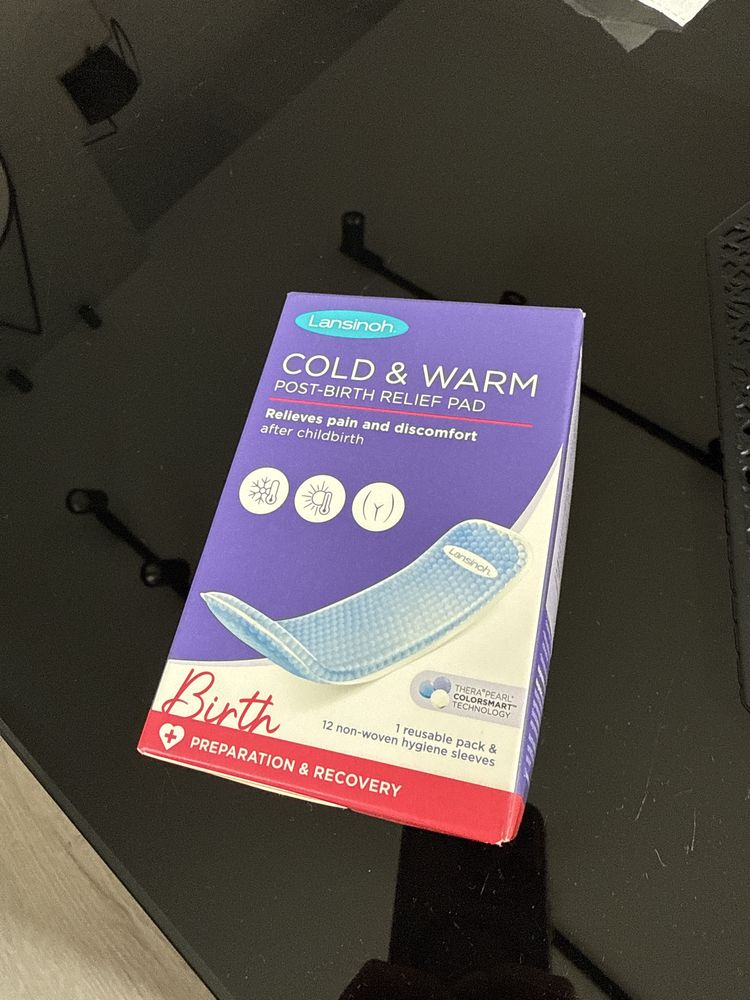 Lansinoh
COLD & WARM
POST-BIRTH RELIEF PAD
Relieves pain and discomfort
after childbirth
Lansinoh
THERA°PEARL®
COLORSMART™
TECHNOLOGY
Birth
1 reusable pack &
12 non-woven hygiene sleeves
PREPARATION & RECOVERY